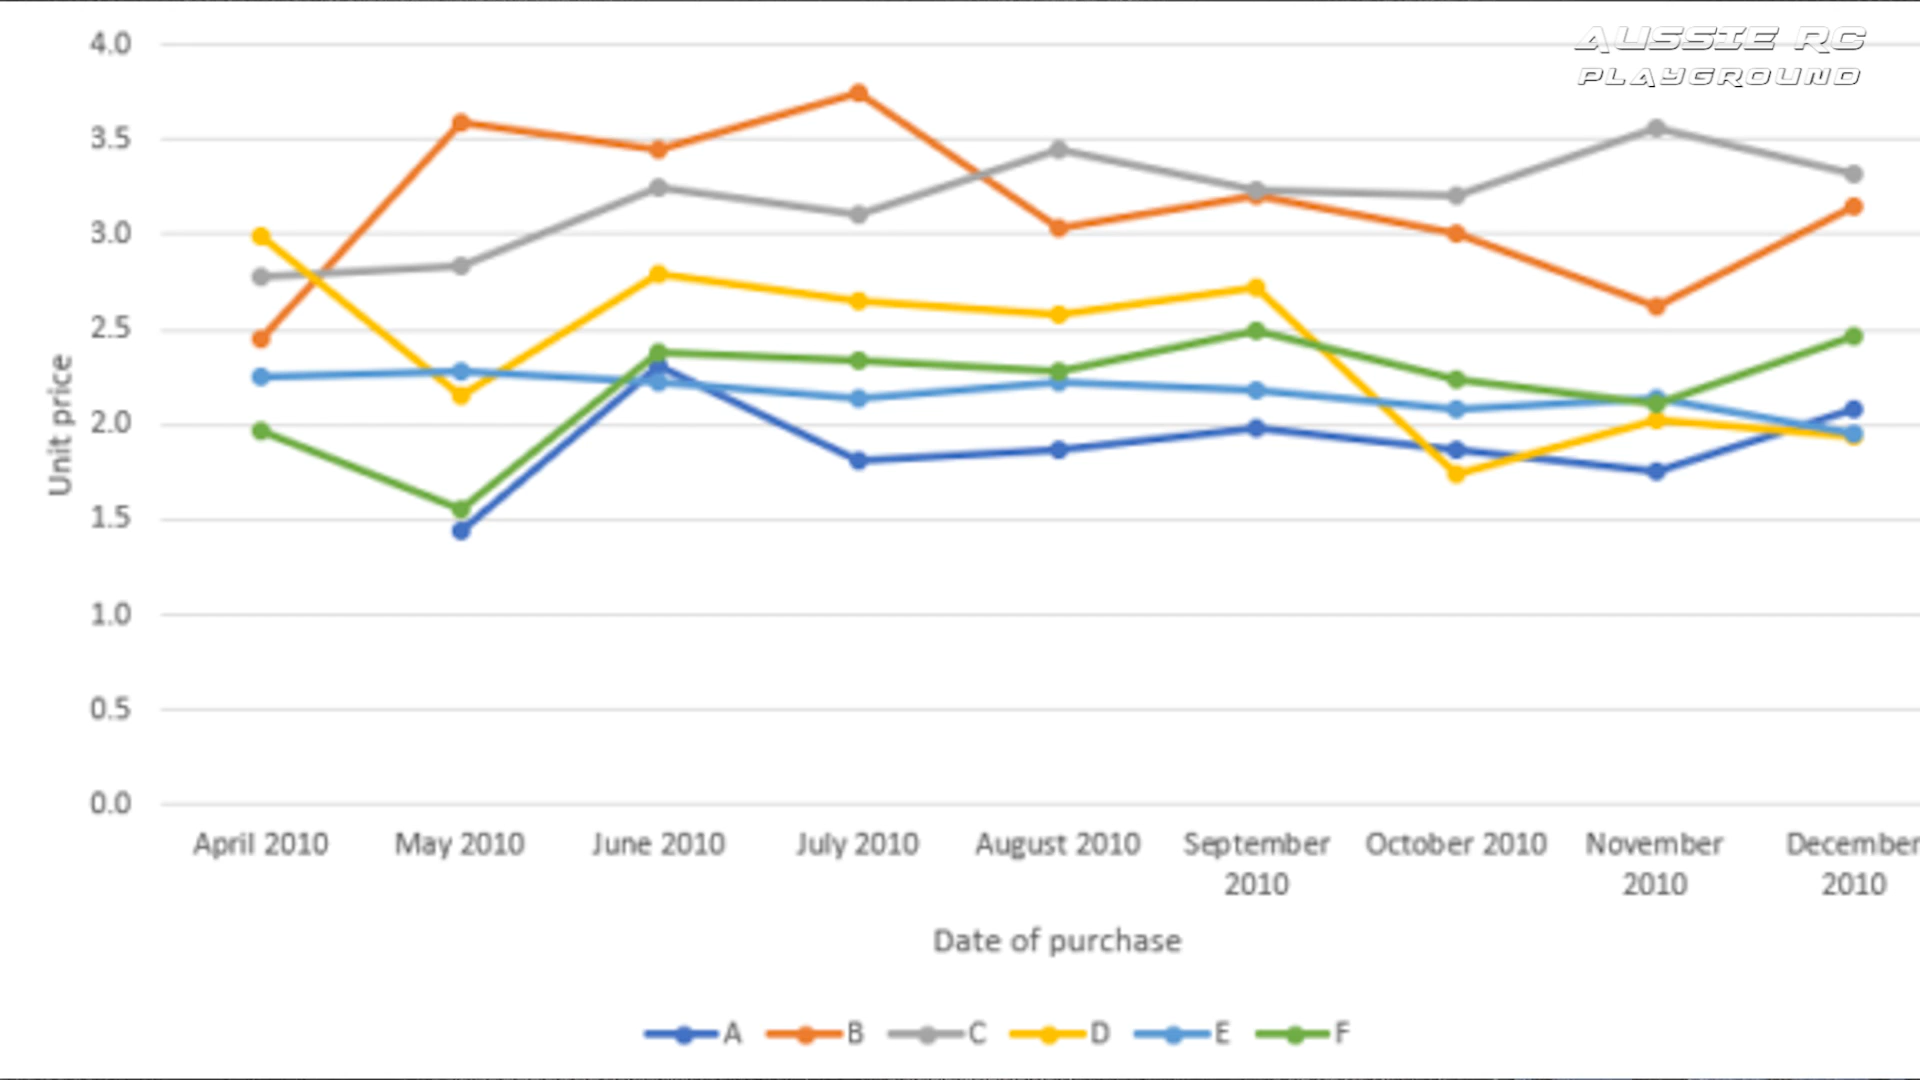 AUSSIE RC
PLAYGROUND
4.0
3.5
3.0
2.5
2.0
1.5
1.0
0.5
0.0
Unit price
April 2010
May 2010
June 2010
July 2010
August 2010
September
2010
October 2010
November
2010
December
2010
Date of purchase
A B C D E F